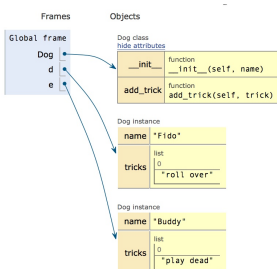 Frames Objects
Global frame
Dog
d
e
Dog class
hide attributes
__init__ function
__init__(self, name)
add_trick function
add_trick(self, trick)
Dog instance
name "Fido"
tricks list
0
"roll over"
Dog instance
name "Buddy"
tricks list
0
"play dead"